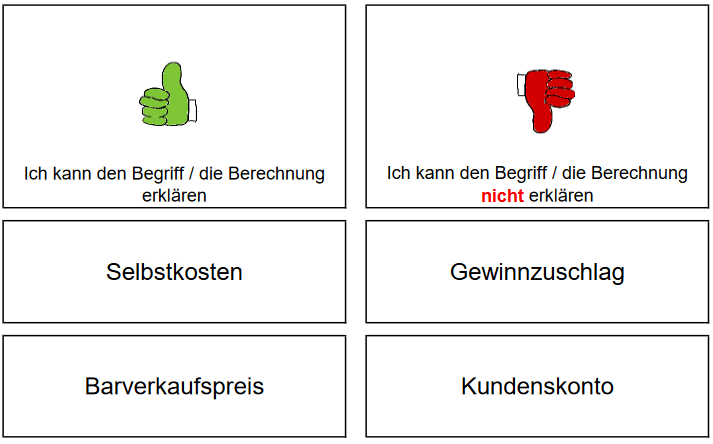 Ich kann den Begriff / die Berechnung
erklären
Ich kann den Begriff / die Berechnung
nicht erklären
Selbstkosten
Gewinnzuschlag
Barverkaufspreis
Kundenskonto